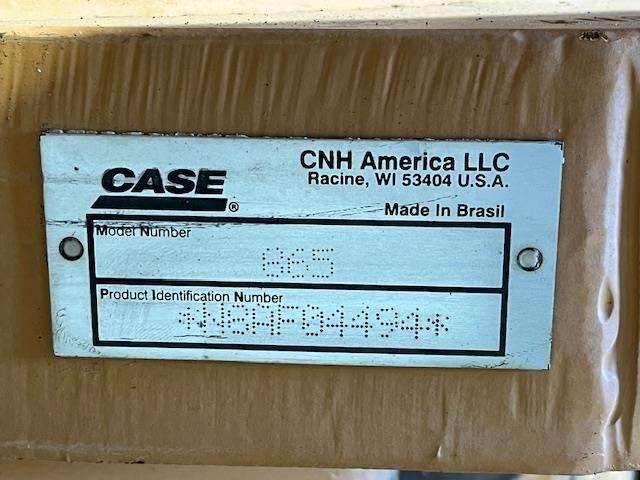 CASE®
CNH America LLC
Racine, WI 53404 U.S.A.
Made In Brasil
Model Number
865
Product Identification Number
**N8AF04494**